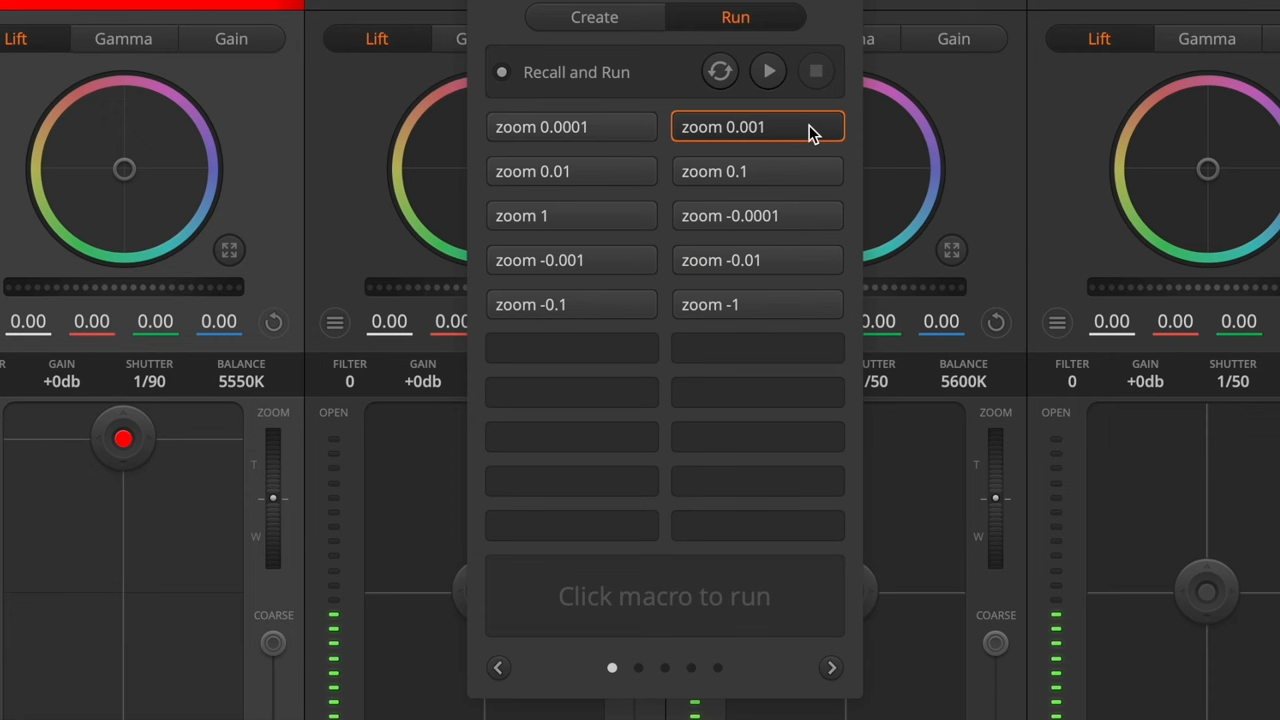 Create Run
Lift Gamma Gain Lift G a Gain Lift Gamma
Recall and Run
zoom 0.0001 zoom 0.001
zoom 0.01 zoom 0.1
zoom 1 zoom -0.0001
zoom -0.001 zoom -0.01
zoom -0.1 zoom -1
0.00 0.00 0.00 0.00 0.00 0.00 0.00 0.00 0.00 0.00 0.00
R GAIN SHUTTER BALANCE FILTER GAIN UTTER BALANCE FILTER GAIN SHUTTER
+0db 1/90 5550K 0 +0db /50 5600K 0 +0db 1/50
ZOOM OPEN ZOOM OPEN
T T
W W
Click macro to run
COARSE COARSE